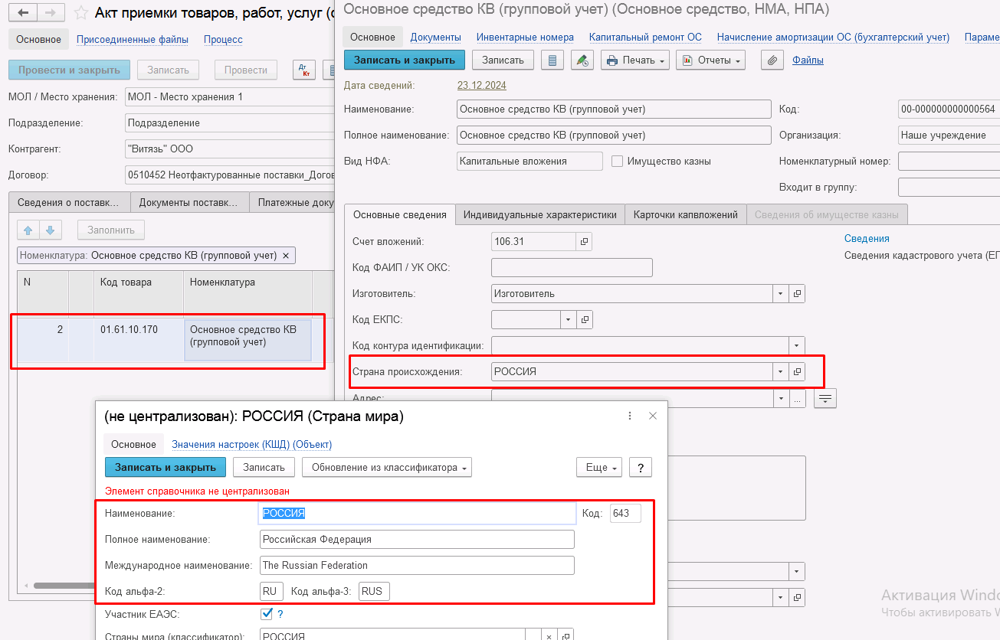 Акт приемки товаров, работ, услуг (о
Основное
Присоединенные файлы
Процесс
Провести и закрыть
Записать
Провести
Дт
Кт
МОЛ / Место хранения:
МОЛ - Место хранения 1
Подразделение:
Подразделение
Контрагент:
"Витязь" ООО
Договор:
0510452 Неотфактурованные поставки_Догов
Сведения о поставк...
Документы поставк...
Платежные доку
Заполнить
Номенклатура: Основное средство КВ (групповой учет) ×
N
Код товара
Номенклатура
2
01.61.10.170
Основное средство КВ
(групповой учет)
Основное средство КВ (групповой учет) (Основное средство, НМА, НПА)
Основное
Документы
Инвентарные номера
Капитальный ремонт ОС
Начисление амортизации ОС (бухгалтерский учет)
Параме
Записать и закрыть
Записать
Печать
Отчеты
Файлы
Дата сведений:
23.12.2024
Наименование:
Основное средство КВ (групповой учет)
Код:
00-000000000000564
Полное наименование:
Основное средство КВ (групповой учет)
Организация:
Наше учреждение
Вид НФА:
Капитальные вложения
Имущество казны
Номенклатурный номер:
Входит в группу:
Основные сведения
Индивидуальные характеристики
Карточки капвложений
Сведения об имуществе казны
Счет вложений:
106.31
Сведения
Сведения кадастрового учета (ЕГ
Код ФАИП / УК ОКС:
Изготовитель:
Изготовитель
Код ЕКПС:
Код контура идентификации:
Страна происхождения:
РОССИЯ
Адрес:
...
(не централизован): РОССИЯ (Страна мира)
Основное
Значения настроек (КШД) (Объект)
Записать и закрыть
Записать
Обновление из классификатора
Еще
?
Элемент справочника не централизован
Наименование:
РОССИЯ
Код:
643
Полное наименование:
Российская Федерация
Международное наименование:
The Russian Federation
Код альфа-2:
RU
Код альфа-3:
RUS
Участник ЕАЭС:
?
Страны мира (классификатор):
РОССИЯ
×
Активация Windo
Чтобы активировать W